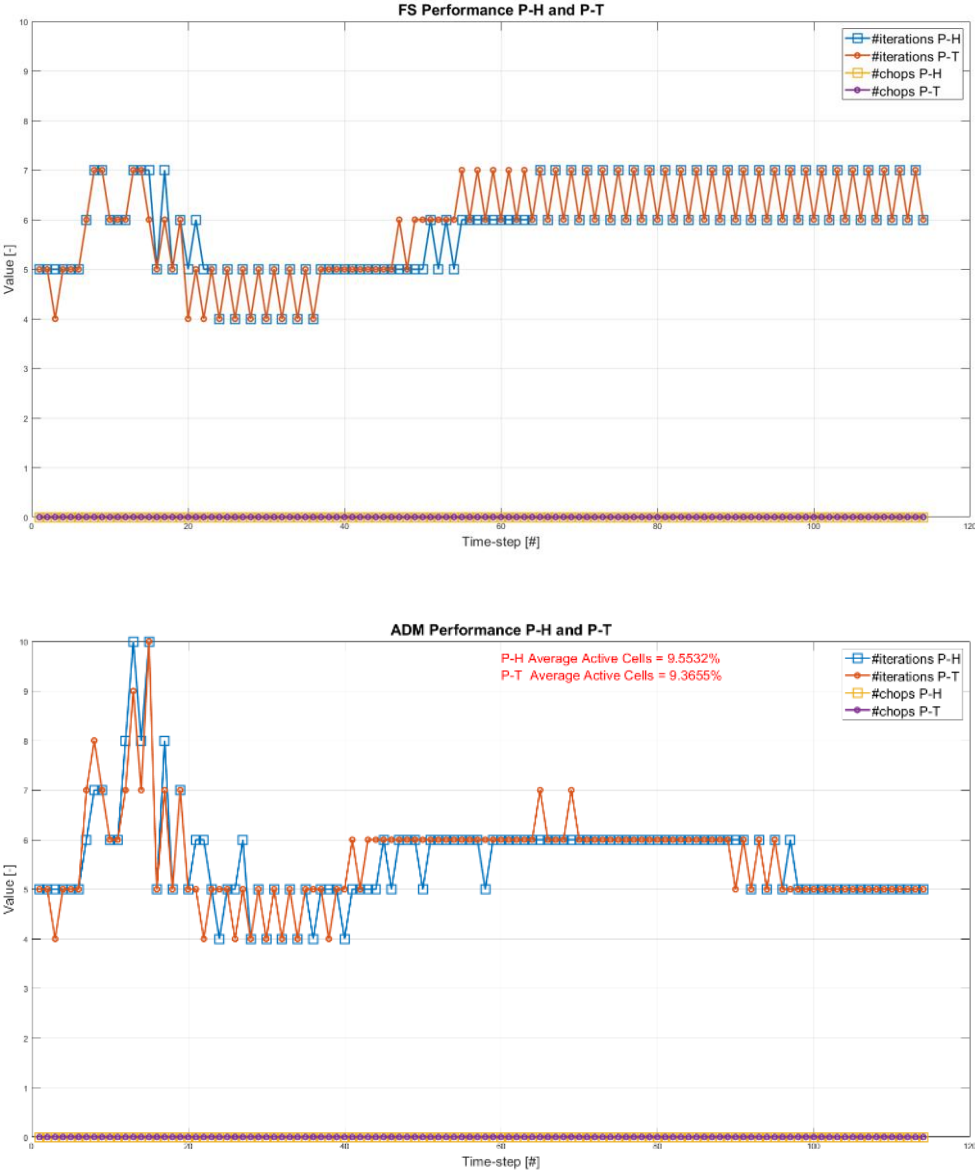 FS Performance P-H and P-T
10
9
8
7
6
5
4
3
2
1
0
Value [-]
#iterations P-H
#iterations P-T
#chops P-H
#chops P-T
0 20 40 60 80 100 120
Time-step [#]
ADM Performance P-H and P-T
10
9
8
7
6
5
4
3
2
1
0
Value [-]
P-H Average Active Cells = 9.5532%
P-T Average Active Cells = 9.3655%
#iterations P-H
#iterations P-T
#chops P-H
#chops P-T
0 20 40 60 80 100 120
Time-step [#]